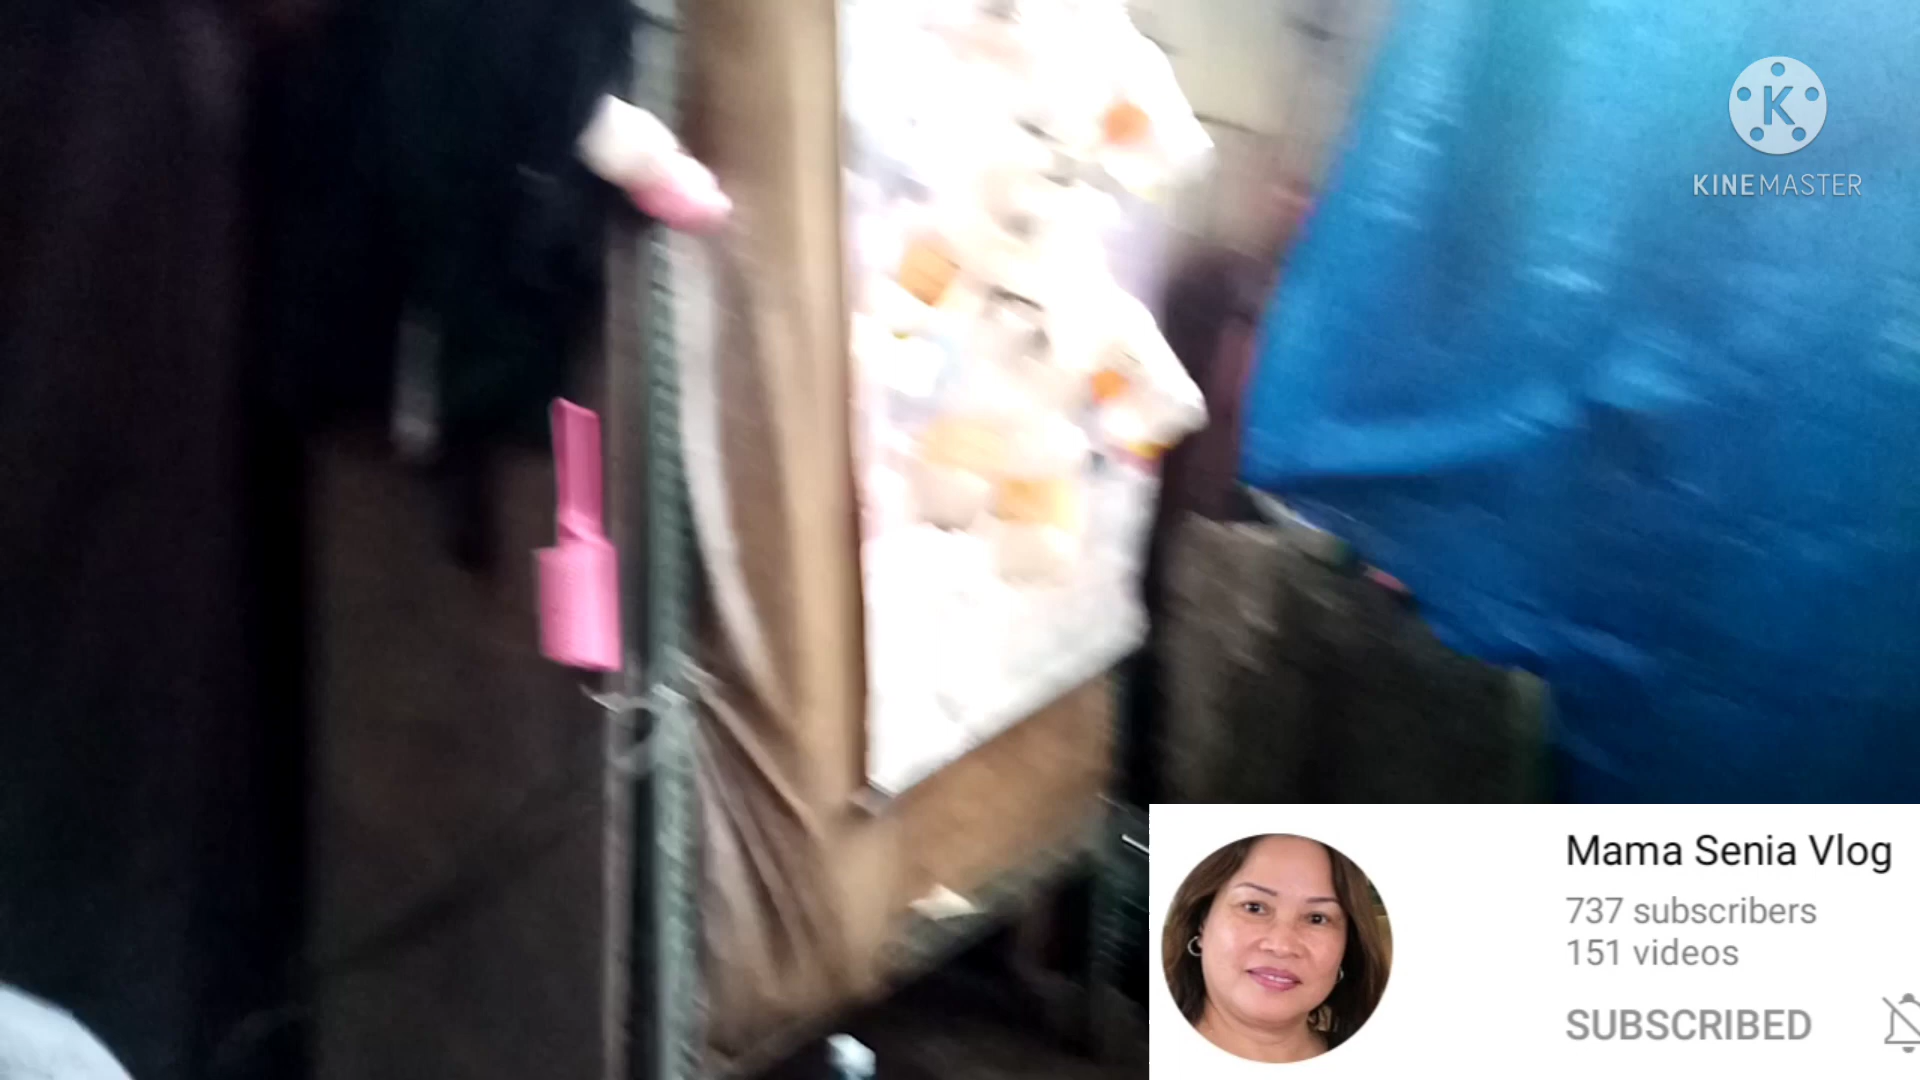 K
KINEMASTER
Mama Senia Vlog
737 subscribers
151 videos
SUBSCRIBED